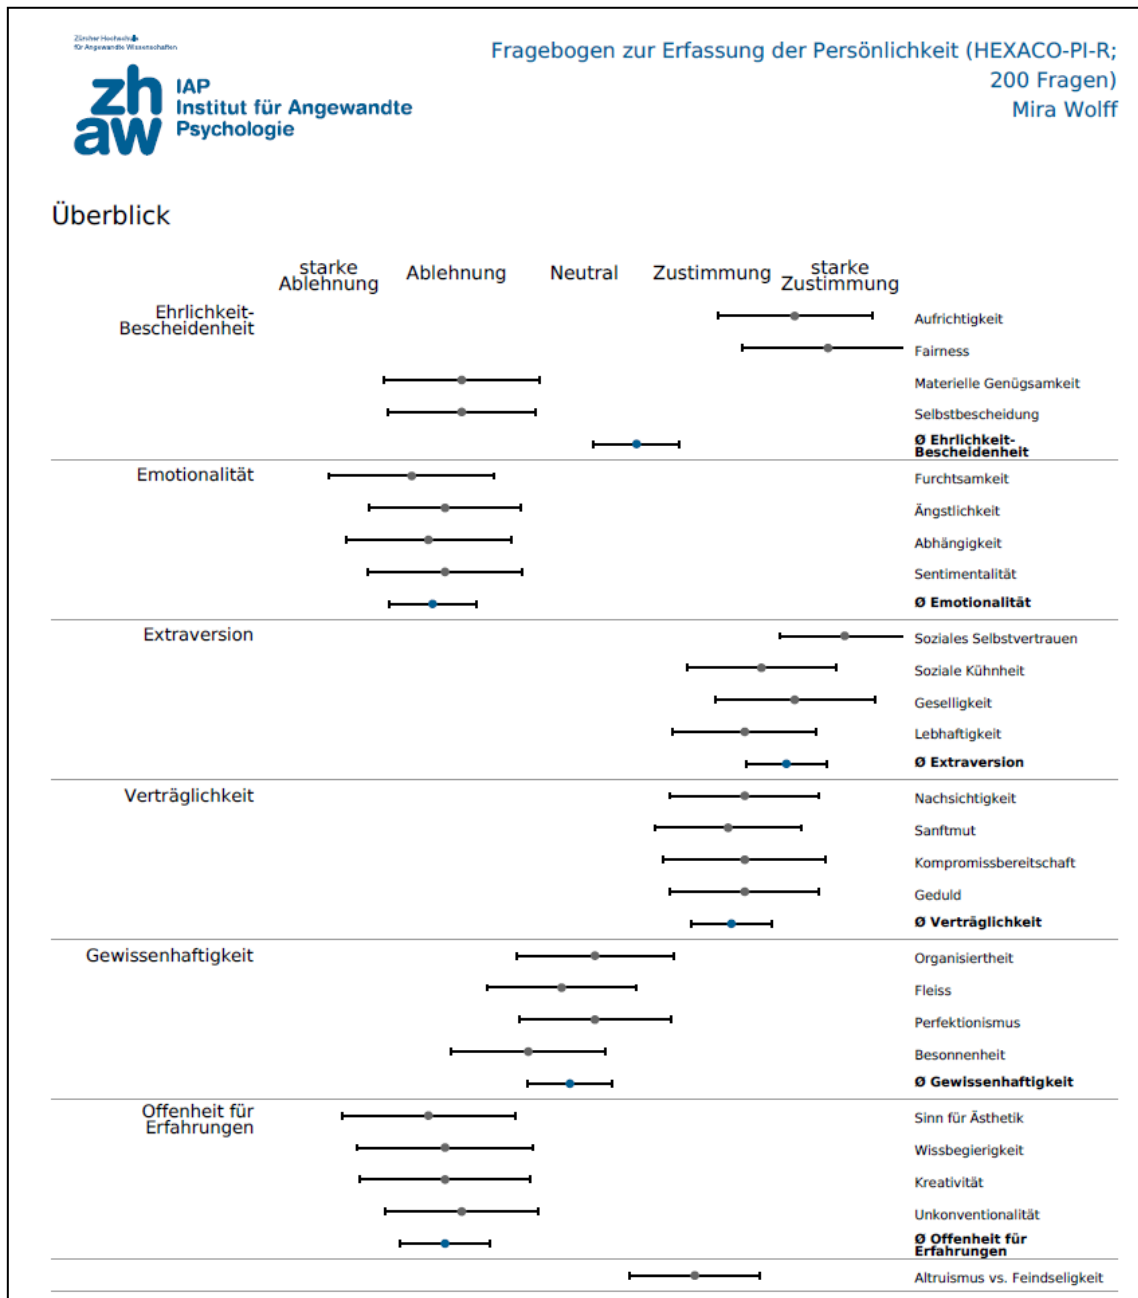 Zürcher Hochschule
für Angewandte Wissenschaften
zh
aw
IAP
Institut für Angewandte
Psychologie
Fragebogen zur Erfassung der Persönlichkeit (HEXACO-PI-R;
200 Fragen)
Mira Wolff
Überblick
starke
Ablehnung
Ablehnung
Neutral
Zustimmung
starke
Zustimmung
Ehrlichkeit-
Bescheidenheit
Aufrichtigkeit
Fairness
Materielle Genügsamkeit
Selbstbescheidung
Ø Ehrlichkeit-
Bescheidenheit
Emotionalität
Furchtsamkeit
Ängstlichkeit
Abhängigkeit
Sentimentalität
Ø Emotionalität
Extraversion
Soziales Selbstvertrauen
Soziale Kühnheit
Geselligkeit
Lebhaftigkeit
Ø Extraversion
Verträglichkeit
Nachsichtigkeit
Sanftmut
Kompromissbereitschaft
Geduld
Ø Verträglichkeit
Gewissenhaftigkeit
Organisiertheit
Fleiss
Perfektionismus
Besonnenheit
Ø Gewissenhaftigkeit
Offenheit für
Erfahrungen
Sinn für Ästhetik
Wissbegierigkeit
Kreativität
Unkonventionalität
Ø Offenheit für
Erfahrungen
Altruismus vs. Feindseligkeit